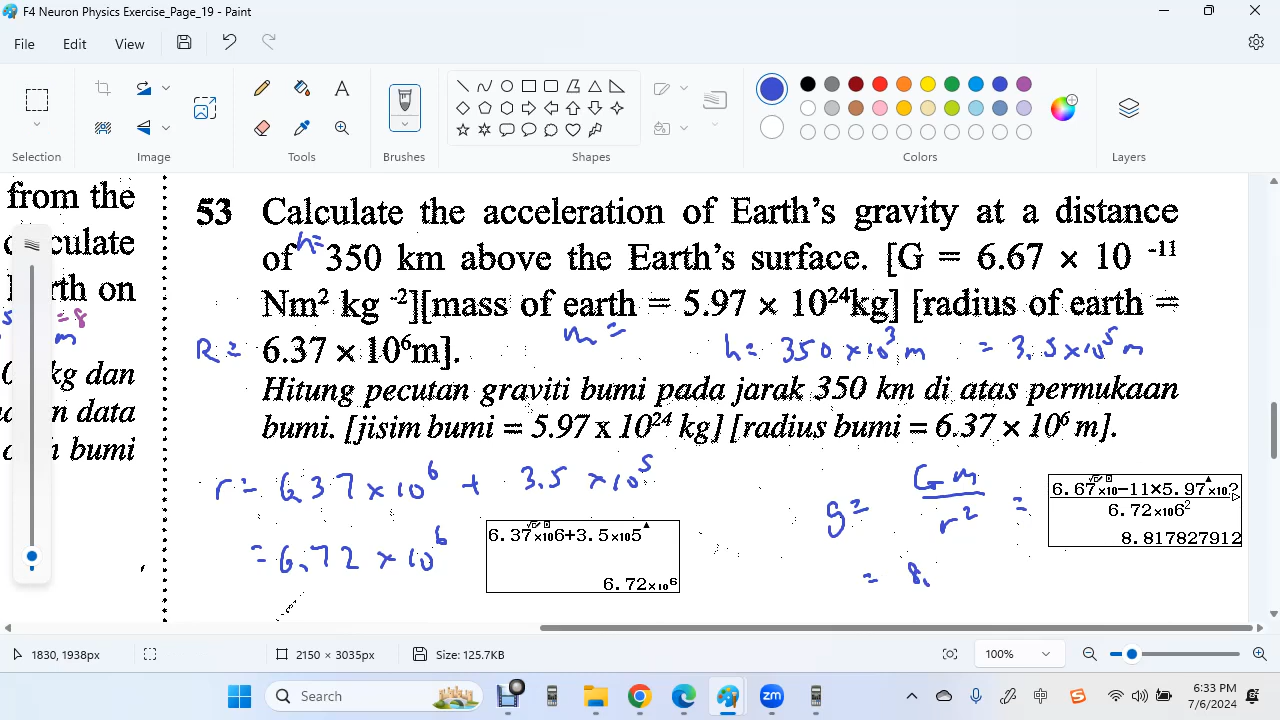 F4 Neuron Physics Exercise_Page_19 - Paint
File Edit View
Selection Image Tools Brushes Shapes Colors Layers
from the
culate
rth on
= 8
m
kg dan
n data
bumi
53 Calculate the acceleration of Earth's gravity at a distance
of h= 350 km above the Earth's surface. [G = 6.67 × 10 -11
Nm² kg -2][mass of earth = 5.97 × 10²⁴kg] [radius of earth =
R = 6.37 × 10⁶m]. m = h = 350 × 10³ m = 3.5 × 10⁵ m
Hitung pecutan graviti bumi pada jarak 350 km di atas permukaan
bumi. [jisim bumi = 5.97 x 10²⁴ kg] [radius bumi = 6.37 × 10⁶ m].
r = 6.37 × 10⁶ + 3.5 × 10⁵
= 6.72 × 10⁶
6.37×106+3.5×105
6.72×10⁶
g = Gm/r² =
6.67×10-11×5.97×10
6.72×106²
8.817827912
= 8.
1830, 1938px 2150 × 3035px Size: 125.7KB 100%
Search zm 中 S 6:33 PM
7/6/2024